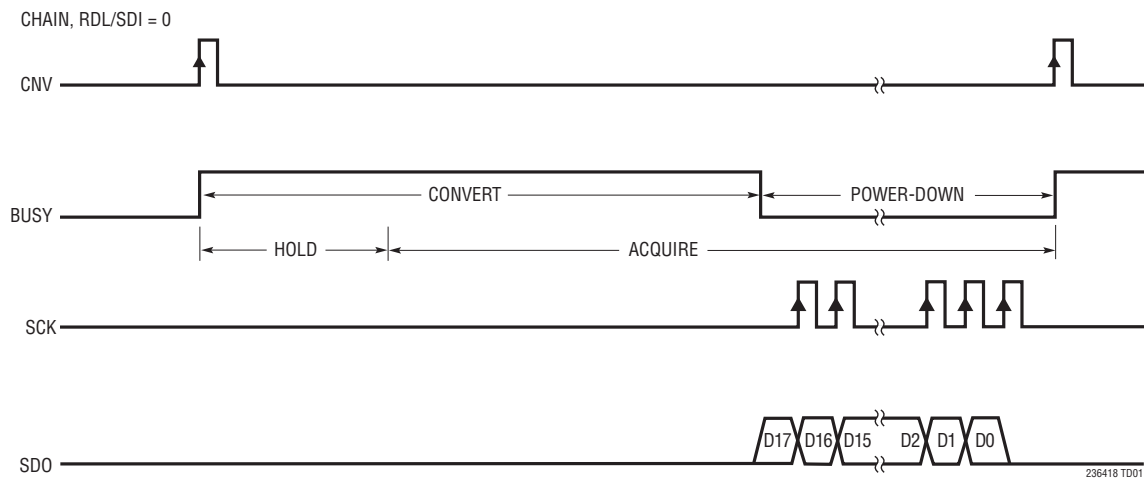 CHAIN, RDL/SDI = 0
CNV
CONVERT
POWER-DOWN
BUSY
HOLD
ACQUIRE
SCK
D17 D16 D15 D2 D1 D0
SDO
236418 TD01